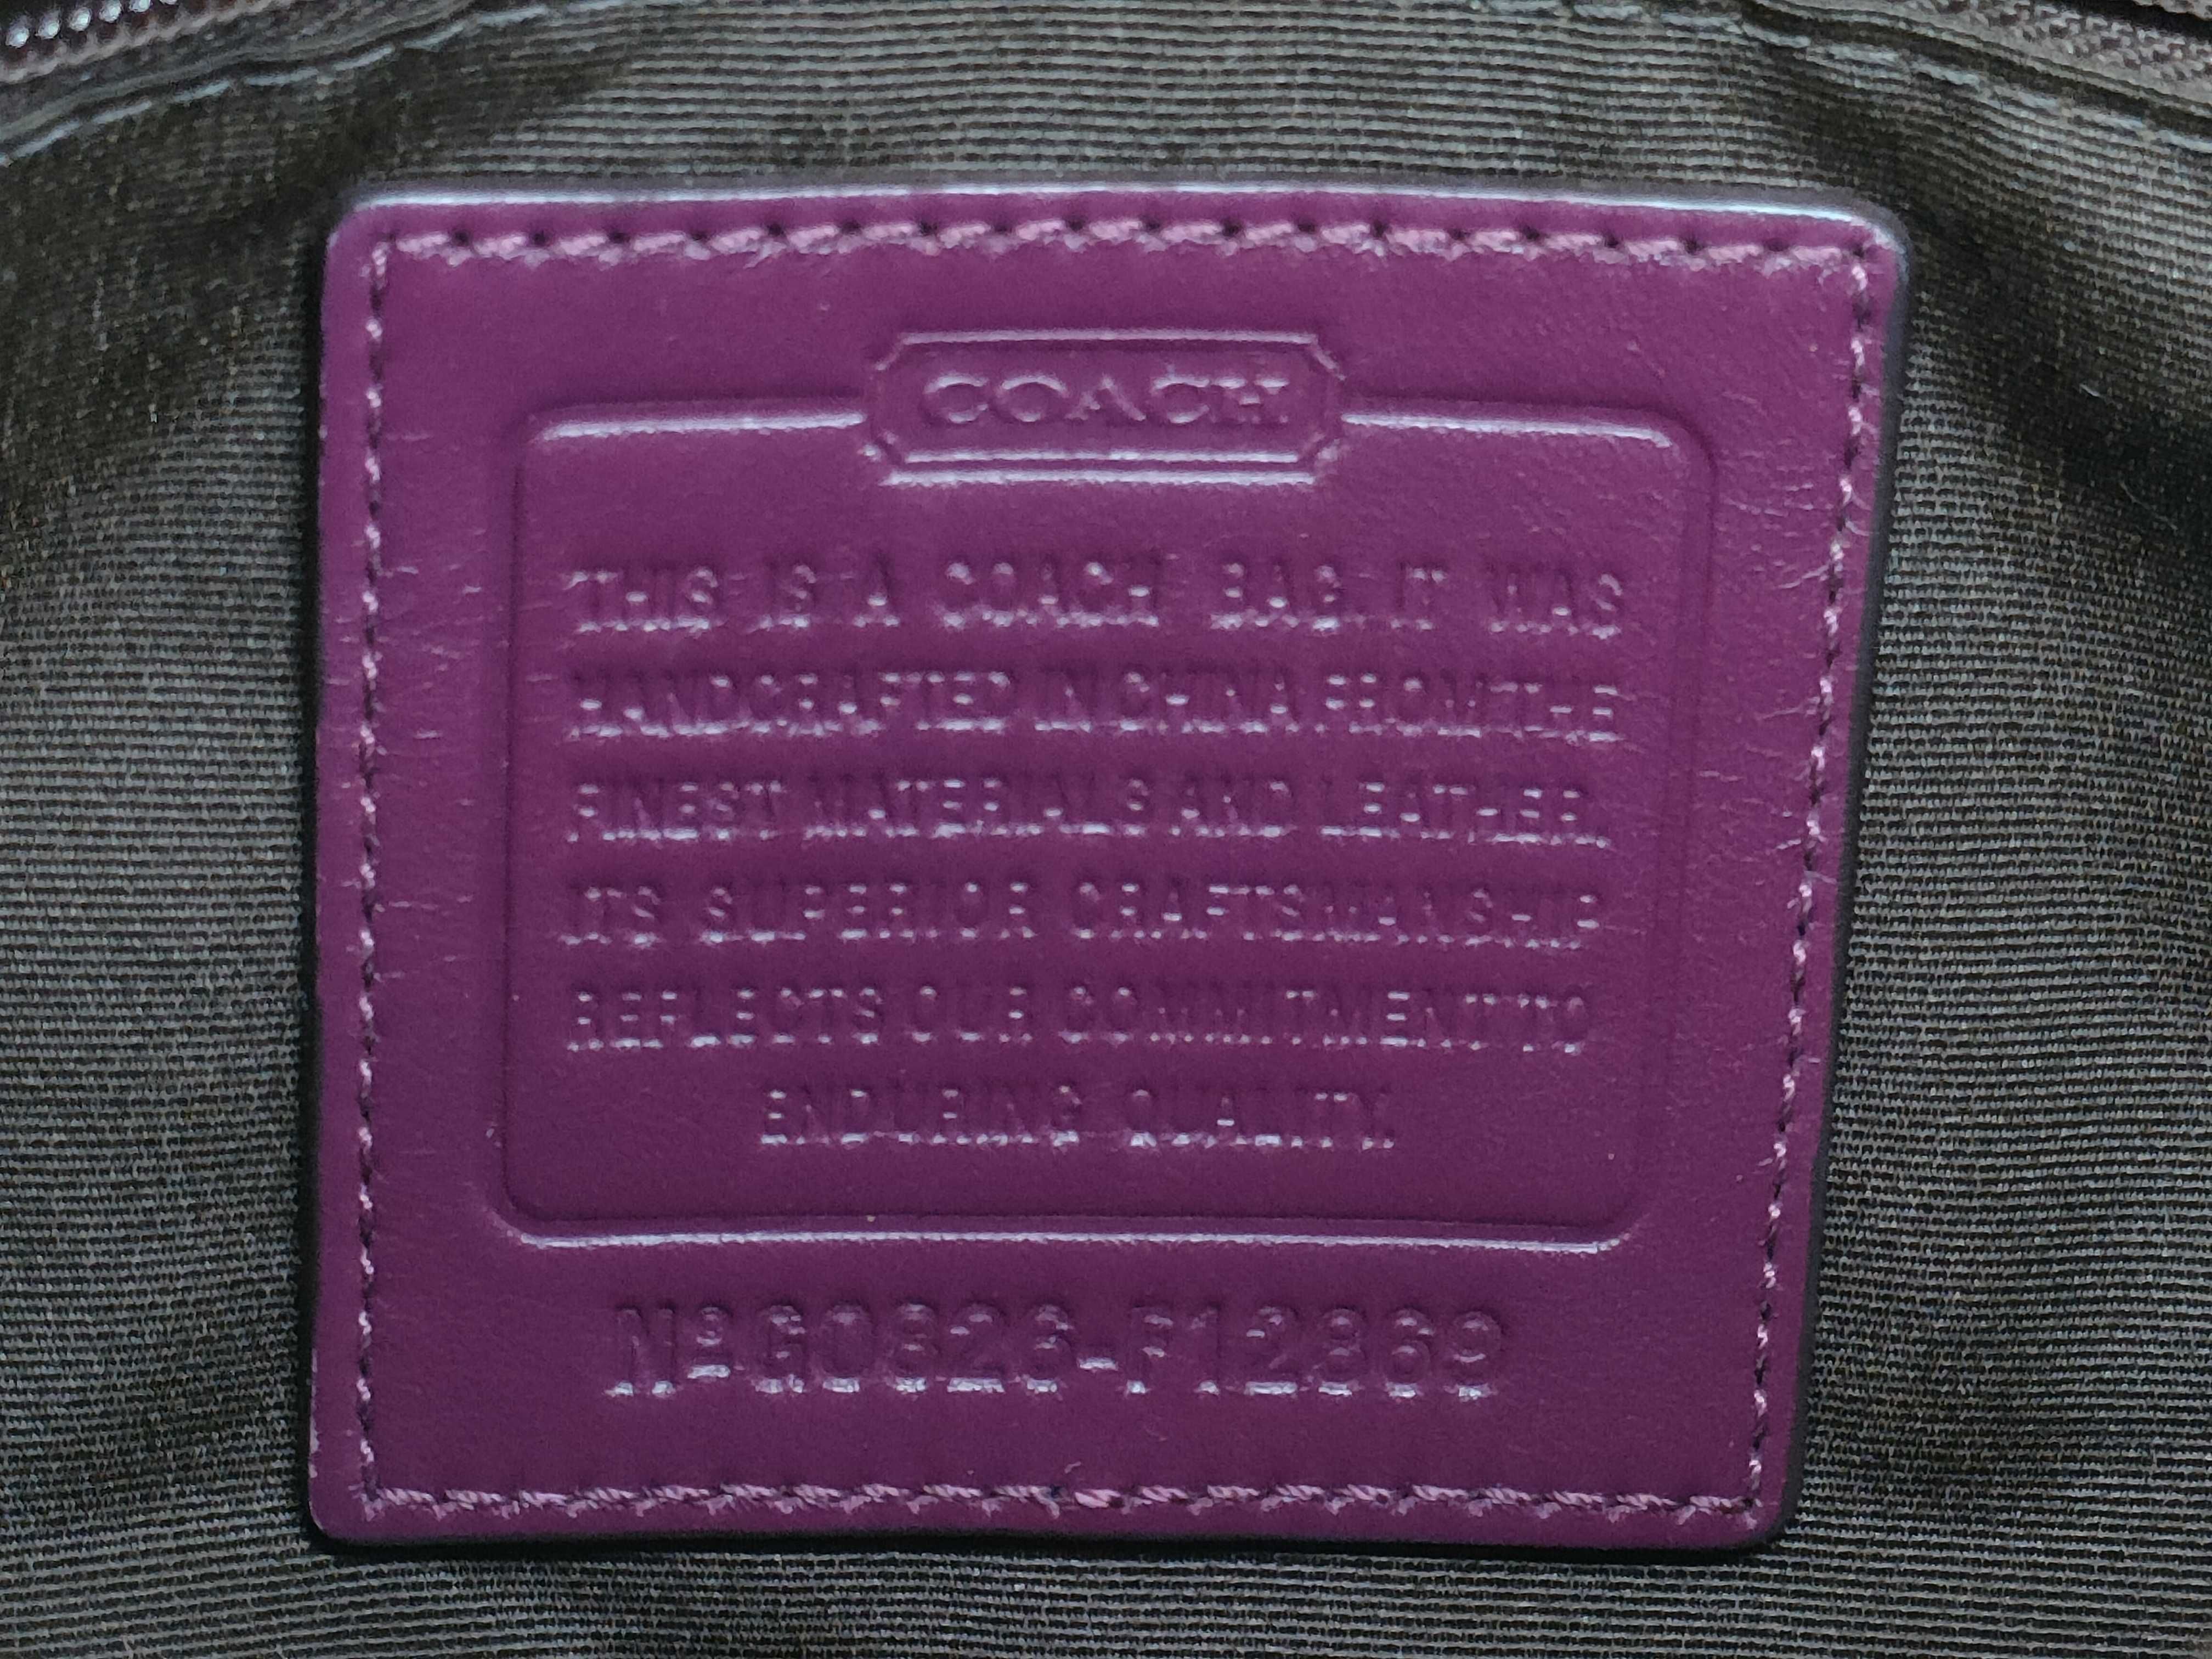 COACH
THIS IS A COACH BAG. IT WAS
HANDCRAFTED IN CHINA FROM THE
FINEST MATERIALS AND LEATHER.
ITS SUPERIOR CRAFTSMANSHIP
REFLECTS OUR COMMITMENT TO
ENDURING QUALITY.
Nº G0826-F12869